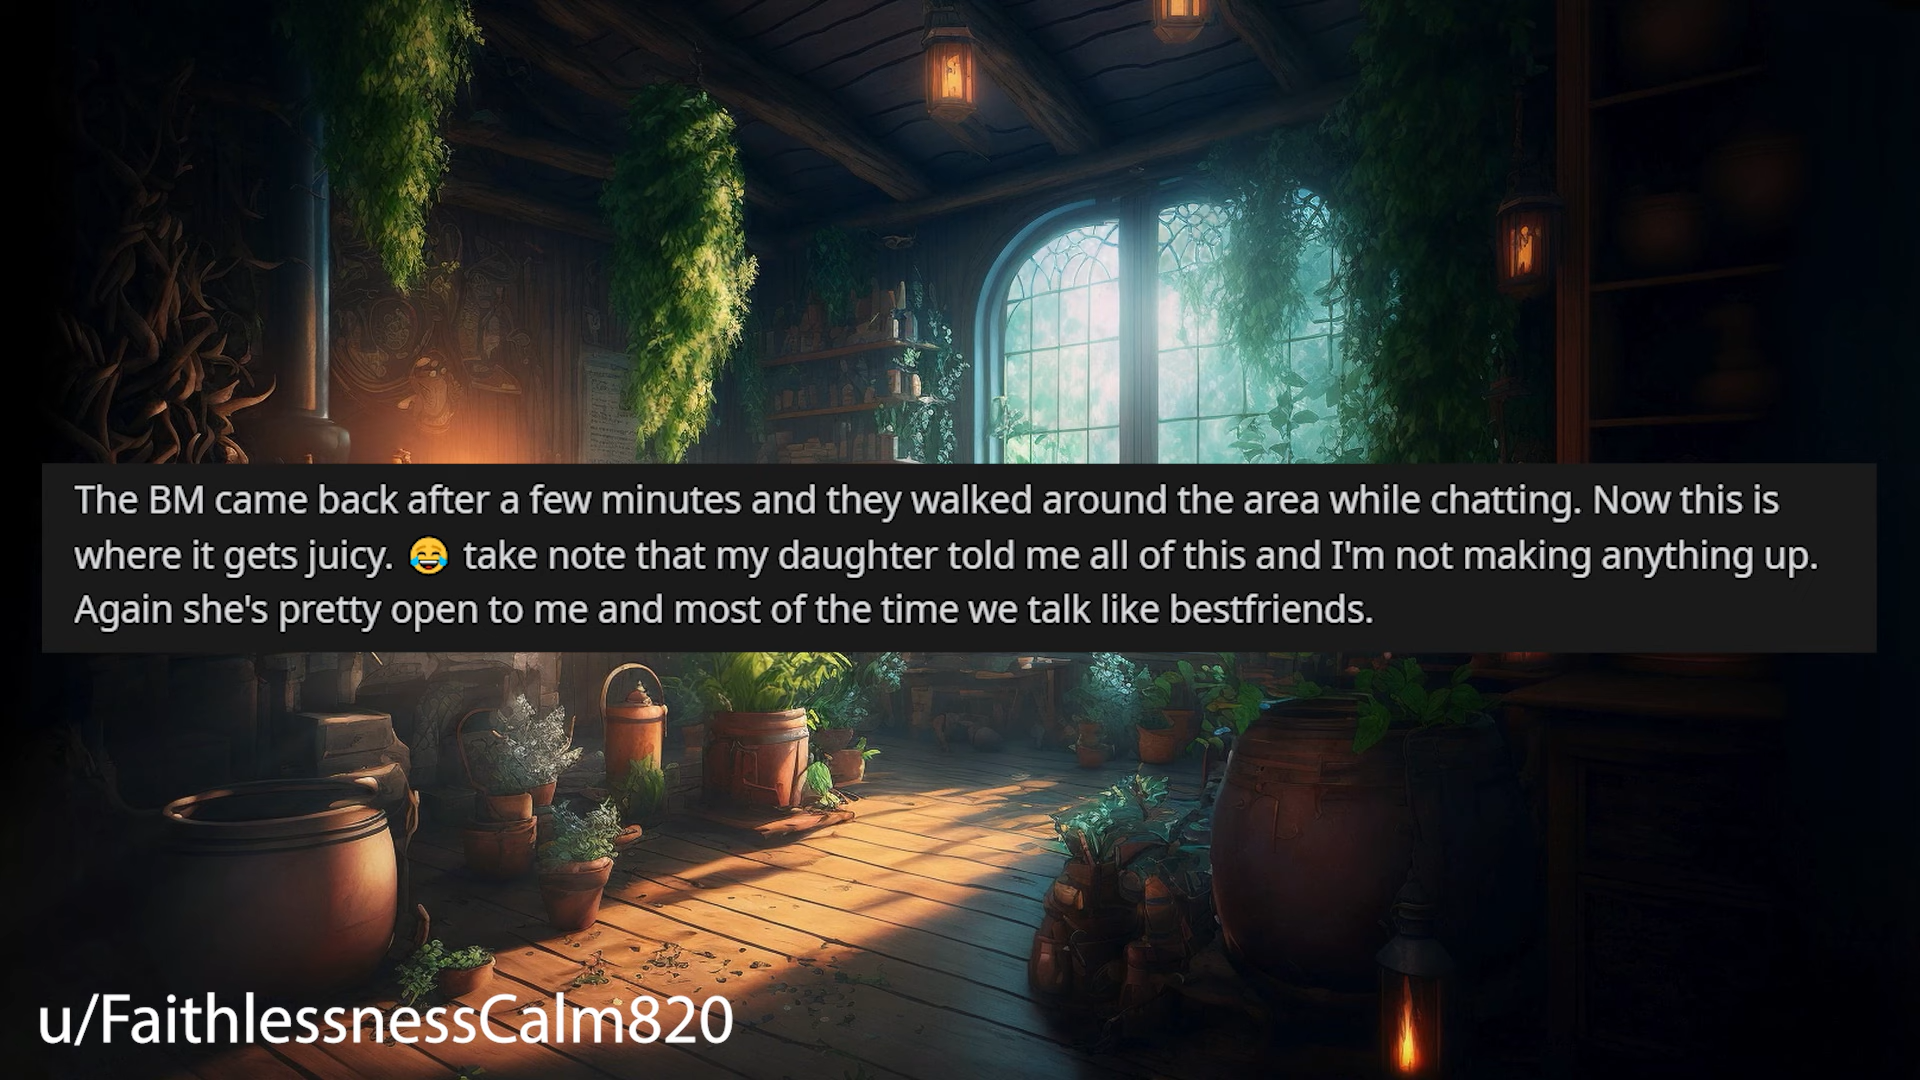 The BM came back after a few minutes and they walked around the area while chatting. Now this is
where it gets juicy. 😂 take note that my daughter told me all of this and I'm not making anything up.
Again she's pretty open to me and most of the time we talk like bestfriends.
u/FaithlessnessCalm820